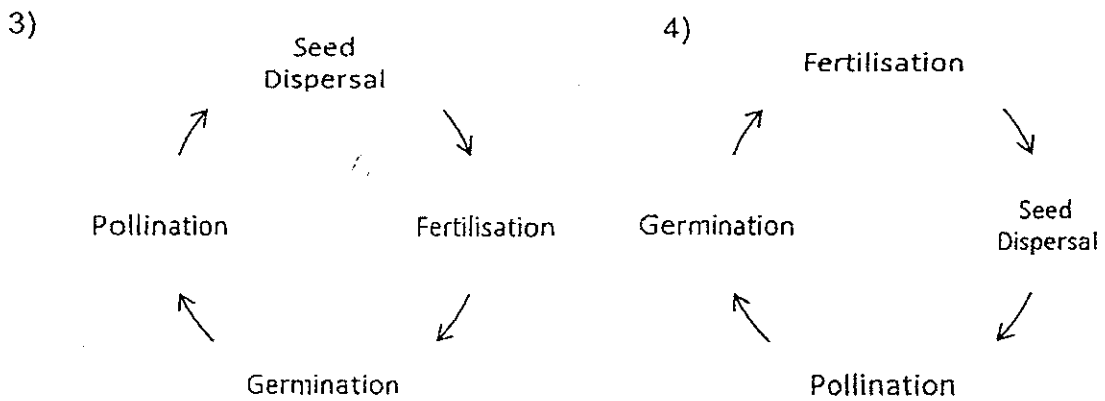 3)
Seed
Dispersal
Pollination
Fertilisation
Germination
4)
Fertilisation
Germination
Seed
Dispersal
Pollination